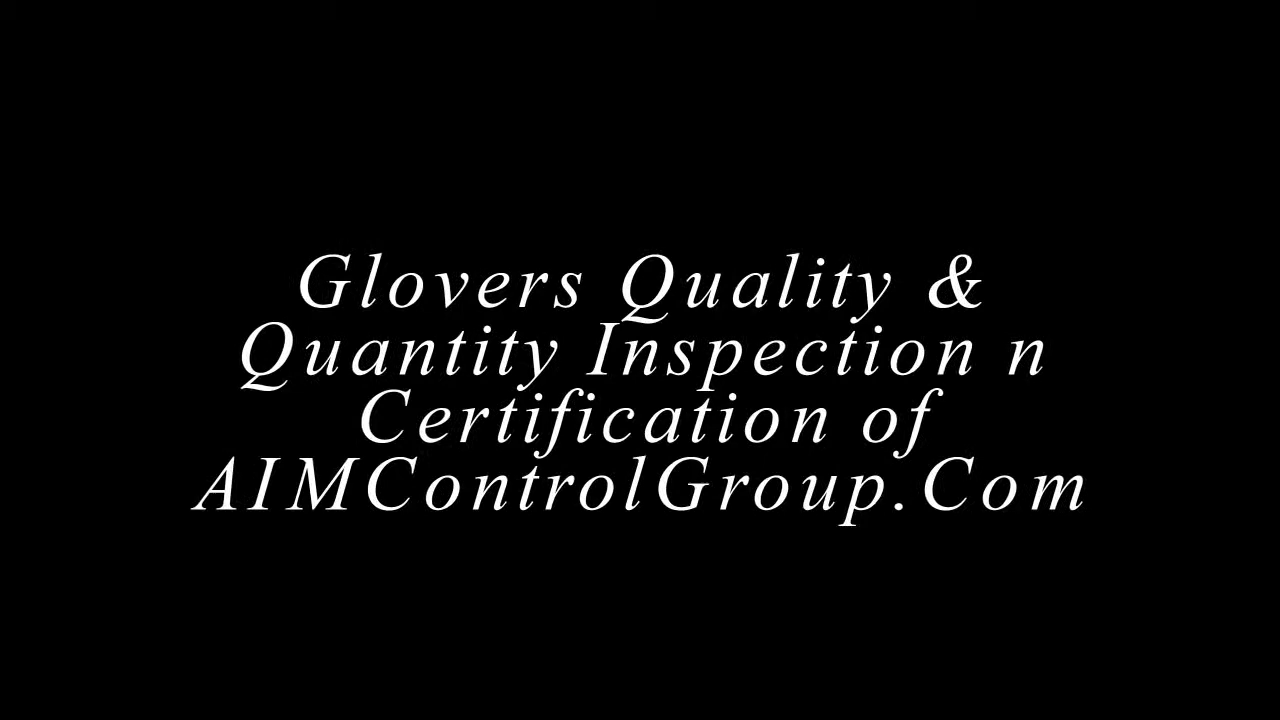 Glovers Quality &
Quantity Inspection n
Certification of
AIMControlGroup.Com